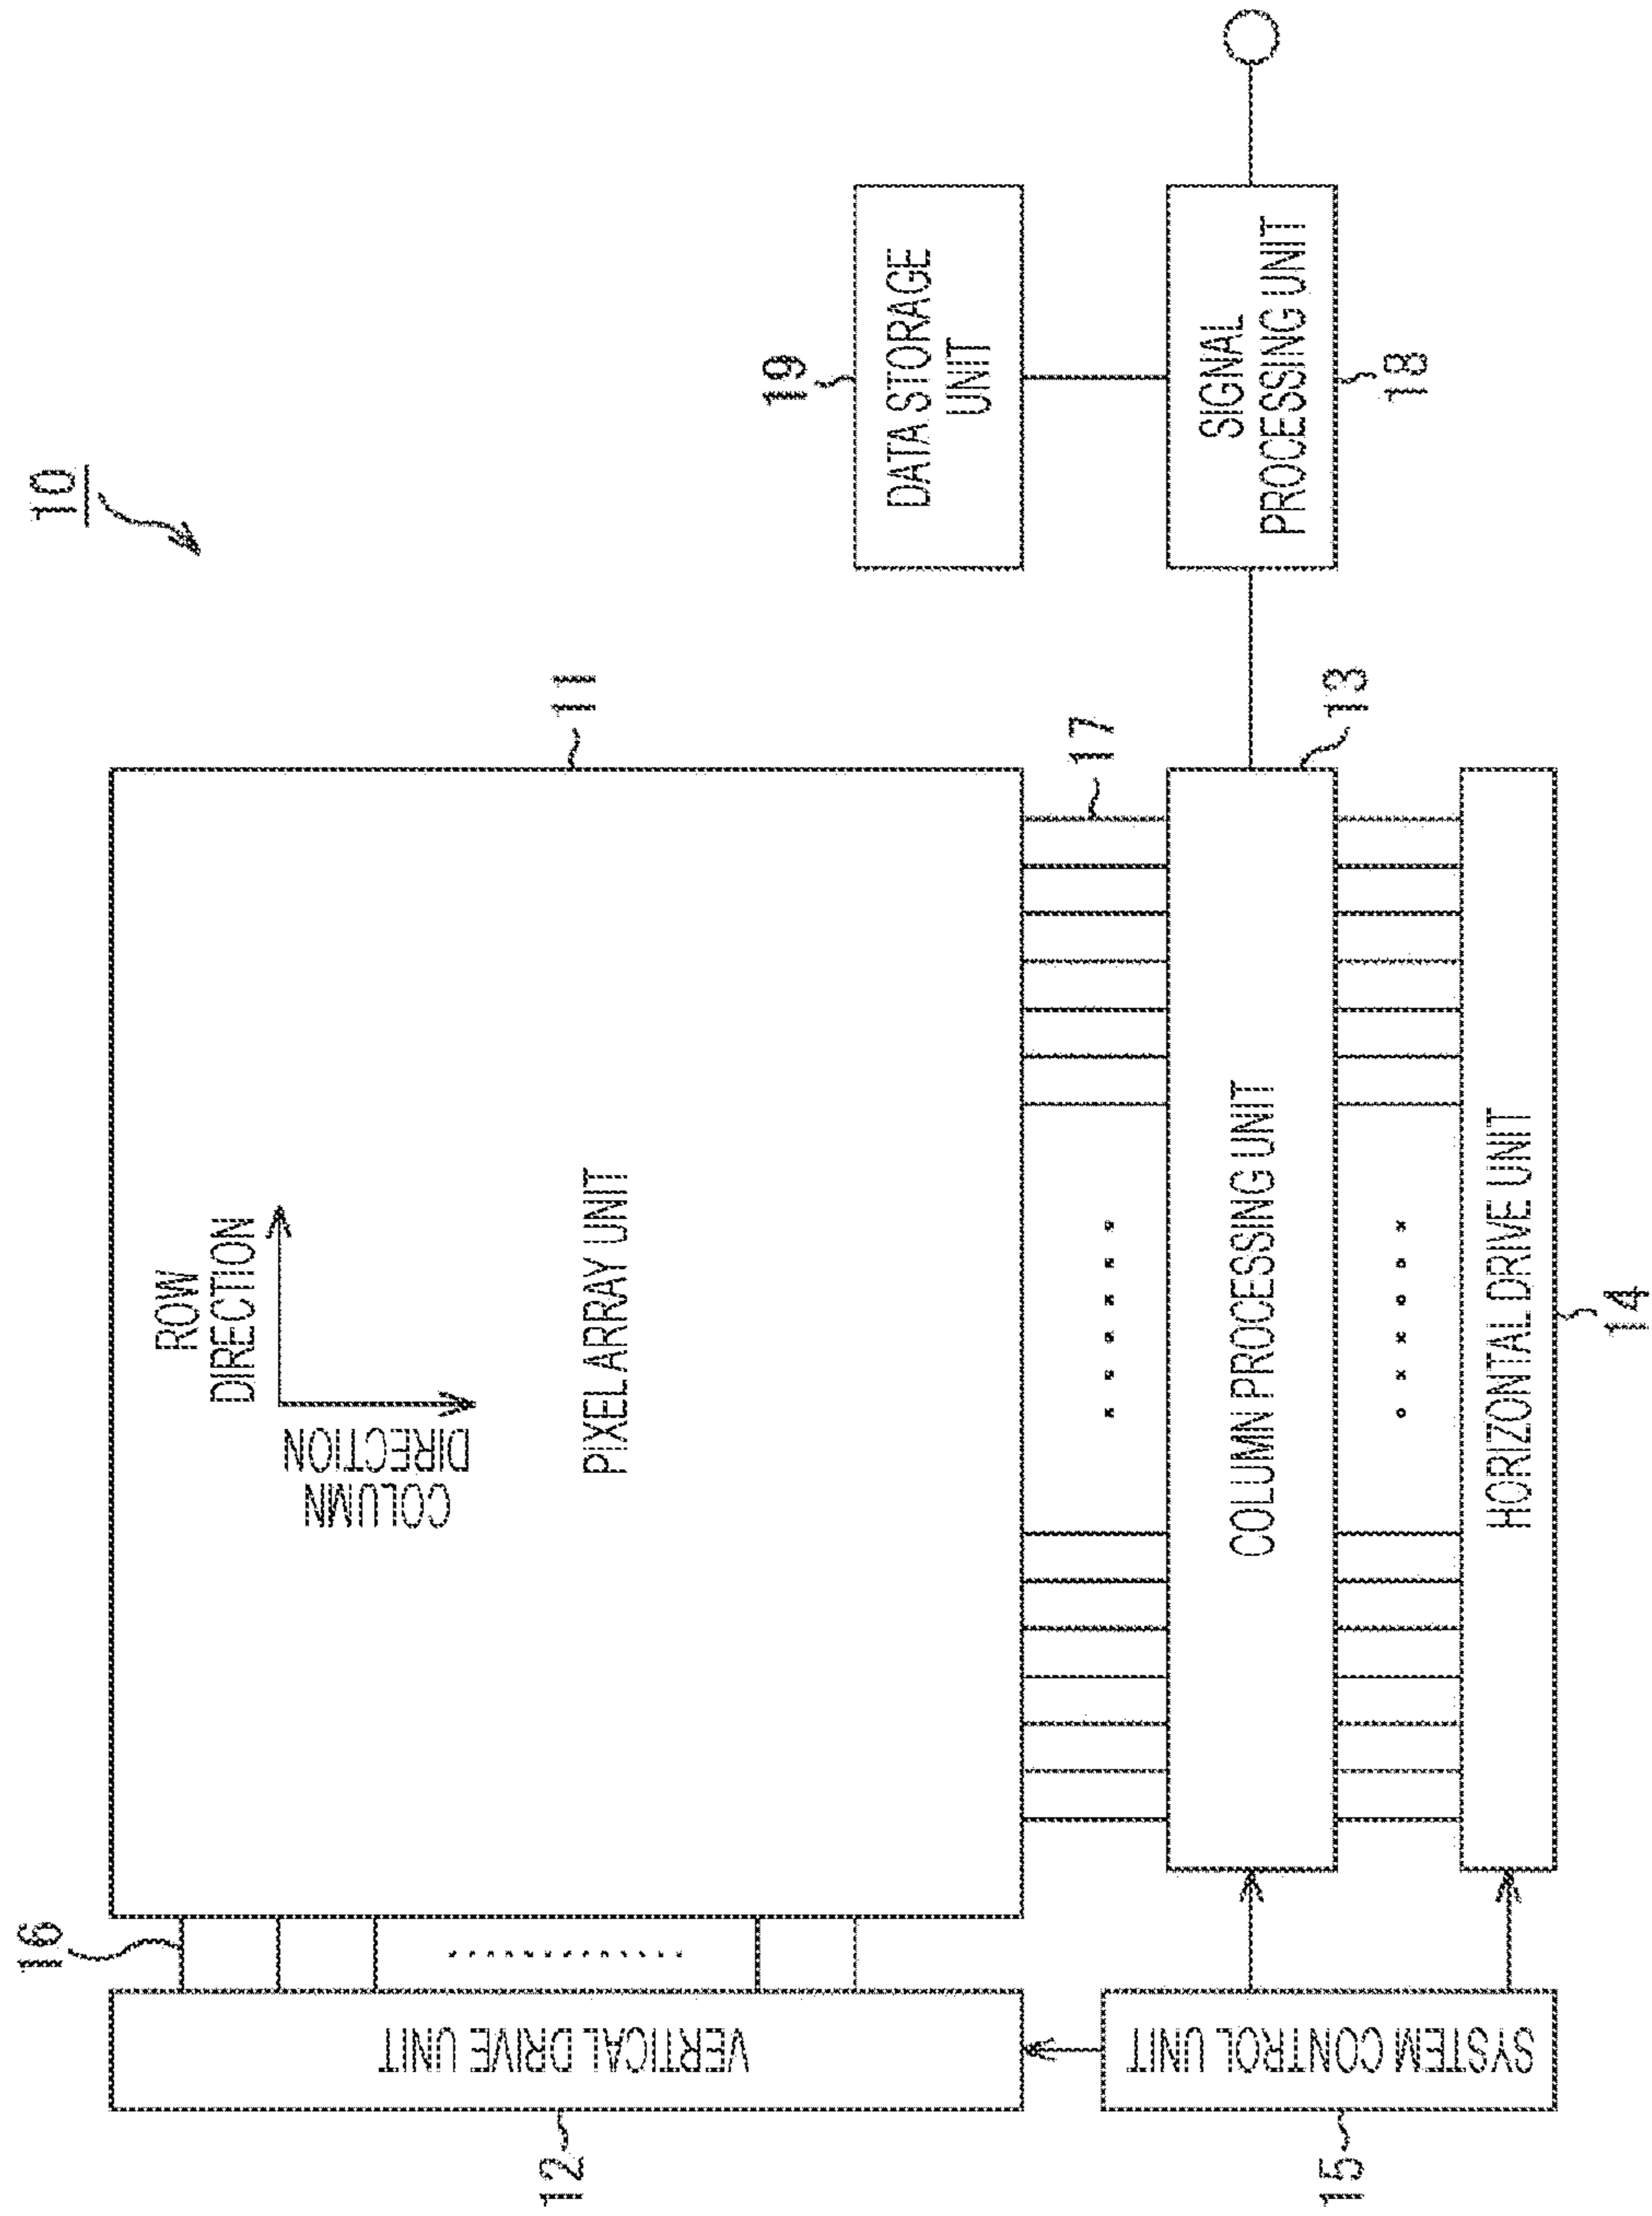 10
11
ROW
DIRECTION
COLUMN
DIRECTION
PIXEL ARRAY UNIT
16
VERTICAL DRIVE UNIT
12
19
DATA STORAGE
UNIT
17
COLUMN PROCESSING UNIT
13
SIGNAL
PROCESSING UNIT
18
HORIZONTAL DRIVE UNIT
14
SYSTEM CONTROL UNIT
15